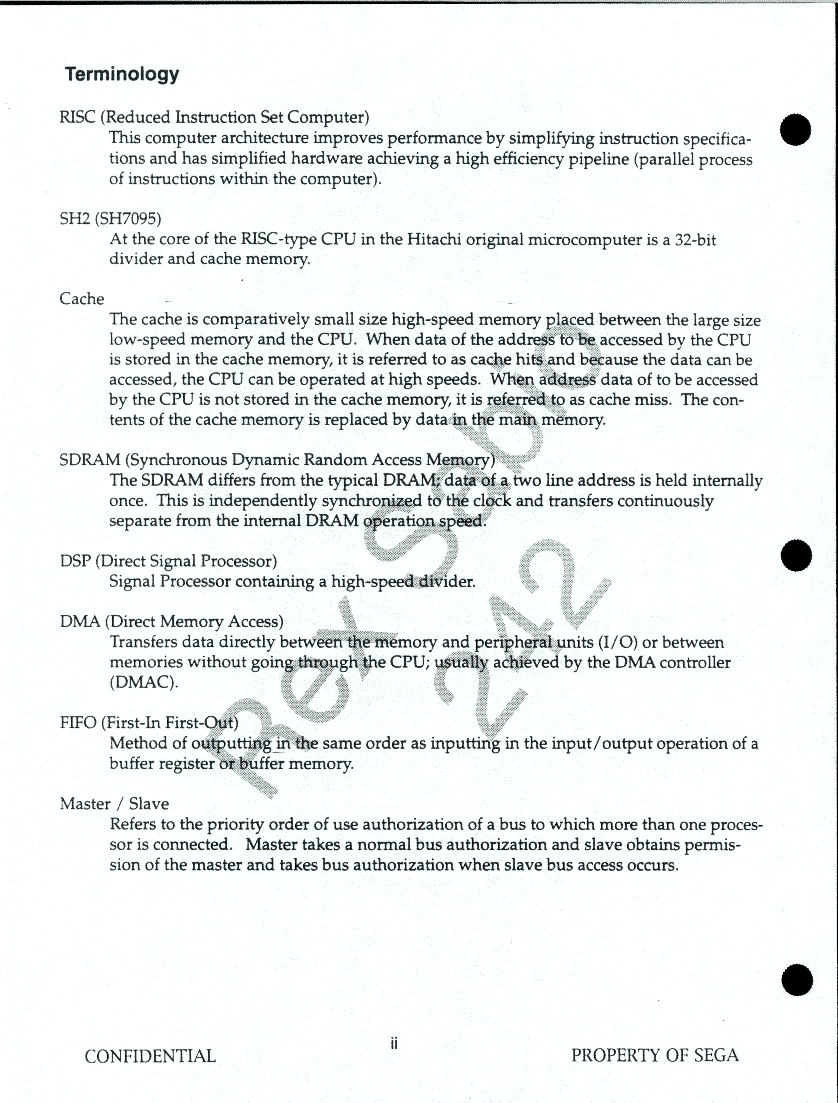 Terminology
RISC (Reduced Instruction Set Computer)
This computer architecture improves performance by simplifying instruction specifica-
tions and has simplified hardware achieving a high efficiency pipeline (parallel process
of instructions within the computer).
SH2 (SH7095)
At the core of the RISC-type CPU in the Hitachi original microcomputer is a 32-bit
divider and cache memory.
Cache
The cache is comparatively small size high-speed memory placed between the large size
low-speed memory and the CPU. When data of the address to be accessed by the CPU
is stored in the cache memory, it is referred to as cache hits and because the data can be
accessed, the CPU can be operated at high speeds. When address data of to be accessed
by the CPU is not stored in the cache memory, it is referred to as cache miss. The con-
tents of the cache memory is replaced by data in the main memory.
SDRAM (Synchronous Dynamic Random Access Memory)
The SDRAM differs from the typical DRAM; data of a two line address is held internally
once. This is independently synchronized to the clock and transfers continuously
separate from the internal DRAM operation speed.
DSP (Direct Signal Processor)
Signal Processor containing a high-speed divider.
DMA (Direct Memory Access)
Transfers data directly between the memory and peripheral units (I/O) or between
memories without going through the CPU; usually achieved by the DMA controller
(DMAC).
FIFO (First-In First-Out)
Method of outputting in the same order as inputting in the input/output operation of a
buffer register or buffer memory.
Master / Slave
Refers to the priority order of use authorization of a bus to which more than one proces-
sor is connected. Master takes a normal bus authorization and slave obtains permis-
sion of the master and takes bus authorization when slave bus access occurs.
Rex Sabio
242
ii
CONFIDENTIAL
PROPERTY OF SEGA